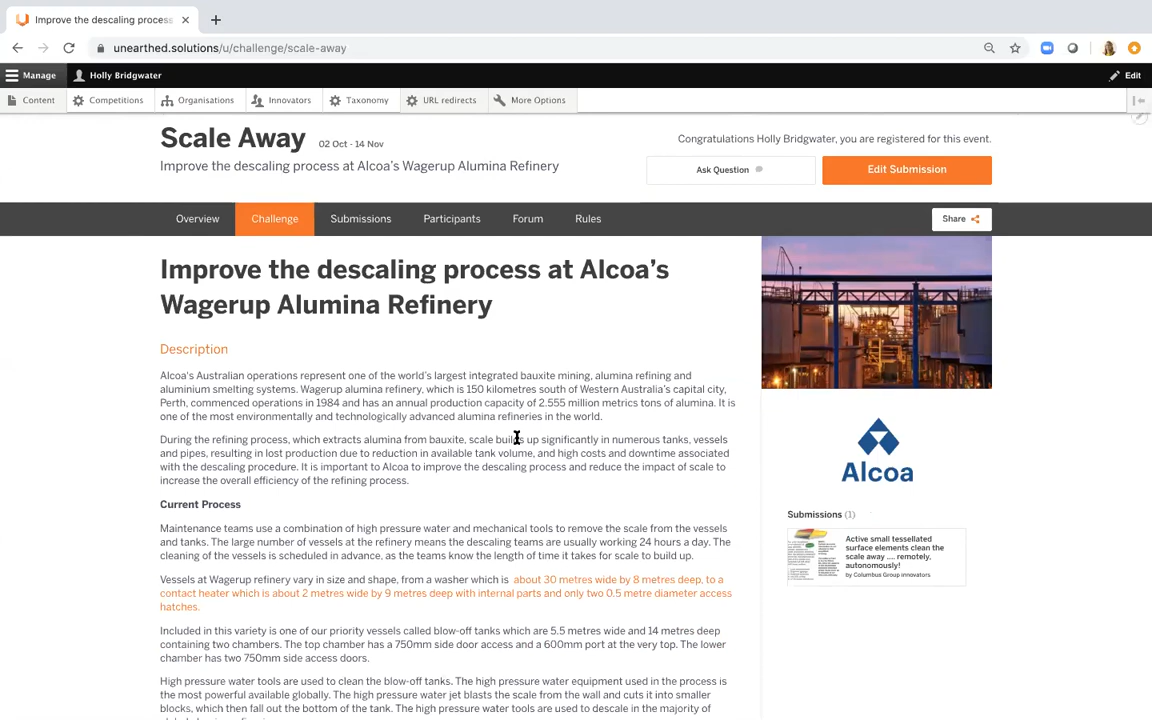 Improve the descaling process
unearthed.solutions/u/challenge/scale-away
Manage
Holly Bridgwater
Edit
Content
Competitions
Organisations
Innovators
Taxonomy
URL redirects
More Options
Scale Away 02 Oct - 14 Nov
Improve the descaling process at Alcoa's Wagerup Alumina Refinery
Congratulations Holly Bridgwater, you are registered for this event.
Ask Question
Edit Submission
Overview
Challenge
Submissions
Participants
Forum
Rules
Share
Improve the descaling process at Alcoa's
Wagerup Alumina Refinery
Description
Alcoa's Australian operations represent one of the world's largest integrated bauxite mining, alumina refining and
aluminium smelting systems. Wagerup alumina refinery, which is 150 kilometres south of Western Australia's capital city,
Perth, commenced operations in 1984 and has an annual production capacity of 2.555 million metrics tons of alumina. It is
one of the most environmentally and technologically advanced alumina refineries in the world.
During the refining process, which extracts alumina from bauxite, scale builds up significantly in numerous tanks, vessels
and pipes, resulting in lost production due to reduction in available tank volume, and high costs and downtime associated
with the descaling procedure. It is important to Alcoa to improve the descaling process and reduce the impact of scale to
increase the overall efficiency of the refining process.
Current Process
Maintenance teams use a combination of high pressure water and mechanical tools to remove the scale from the vessels
and tanks. The large number of vessels at the refinery means the descaling teams are usually working 24 hours a day. The
cleaning of the vessels is scheduled in advance, as the teams know the length of time it takes for scale to build up.
Vessels at Wagerup refinery vary in size and shape, from a washer which is about 30 metres wide by 8 metres deep, to a
contact heater which is about 2 metres wide by 9 metres deep with internal parts and only two 0.5 metre diameter access
hatches.
Included in this variety is one of our priority vessels called blow-off tanks which are 5.5 metres wide and 14 metres deep
containing two chambers. The top chamber has a 750mm side door access and a 600mm port at the very top. The lower
chamber has two 750mm side access doors.
High pressure water tools are used to clean the blow-off tanks. The high pressure water equipment used in the process is
the most powerful available globally. The high pressure water jet blasts the scale from the wall and cuts it into smaller
blocks, which then fall out the bottom of the tank. The high pressure water tools are used to descale in the majority of
Alcoa
Submissions (1)
Active small tessellated
surface elements clean the
scale away .... remotely,
autonomously!
by Columbus Group Innovators.